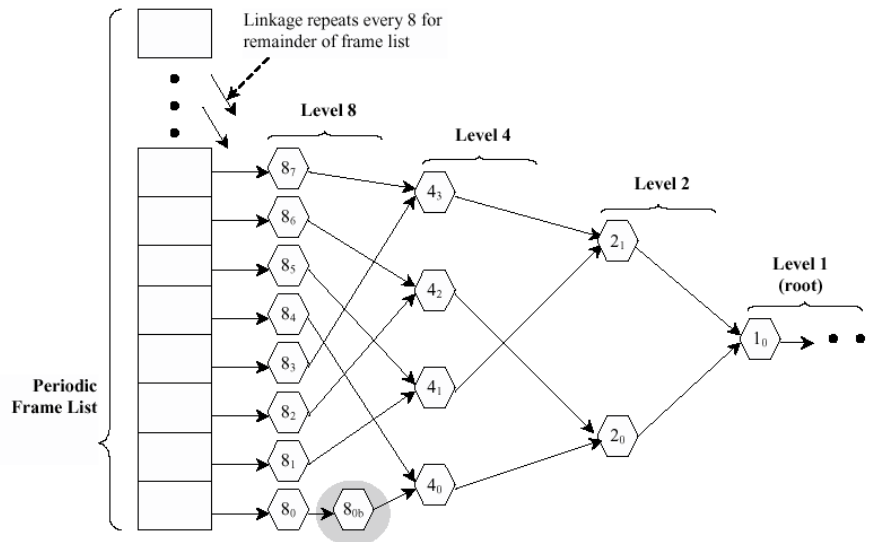 Linkage repeats every 8 for
remainder of frame list
Level 8
Level 4
Level 2
Level 1
(root)
Periodic
Frame List
8₇
8₆
8₅
8₄
8₃
8₂
8₁
8₀
8₀b
4₃
4₂
4₁
4₀
2₁
2₀
1₀